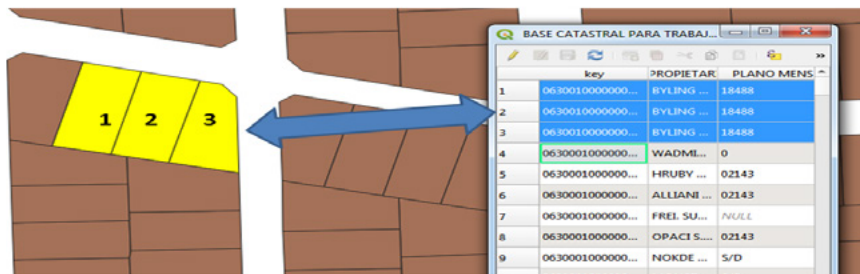 BASE CATASTRAL PARA TRABAJ...
key PROPIETAR PLANO MENS
1 0630010000000... BYLING ... 18488
2 0630010000000... BYLING ... 18488
3 0630010000000... BYLING ... 18488
4 0630001000000... WADMI... 0
5 0630001000000... HRUBY ... 02143
6 0630001000000... ALLIANI ... 02143
7 0630001000000... FREI. SU... NULL
8 0630001000000... OPACI S.... 02143
9 0630001000000... NOKDE ... S/D
1 2 3